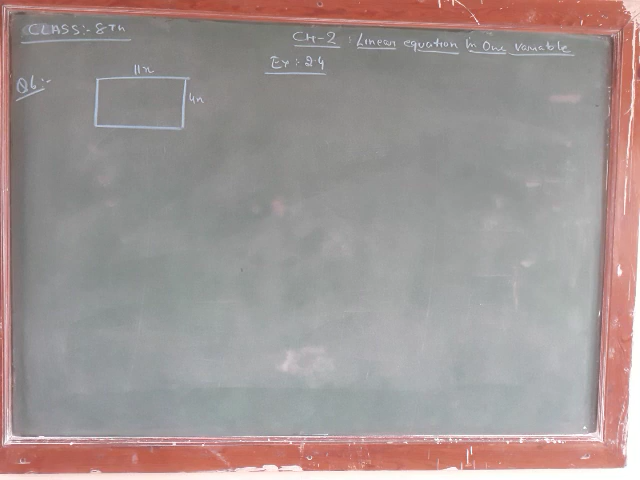 CLASS:- 8Th
CH-2 : Linear equation in One variable
Ex :- 2.4
Q6:-
11x
4x